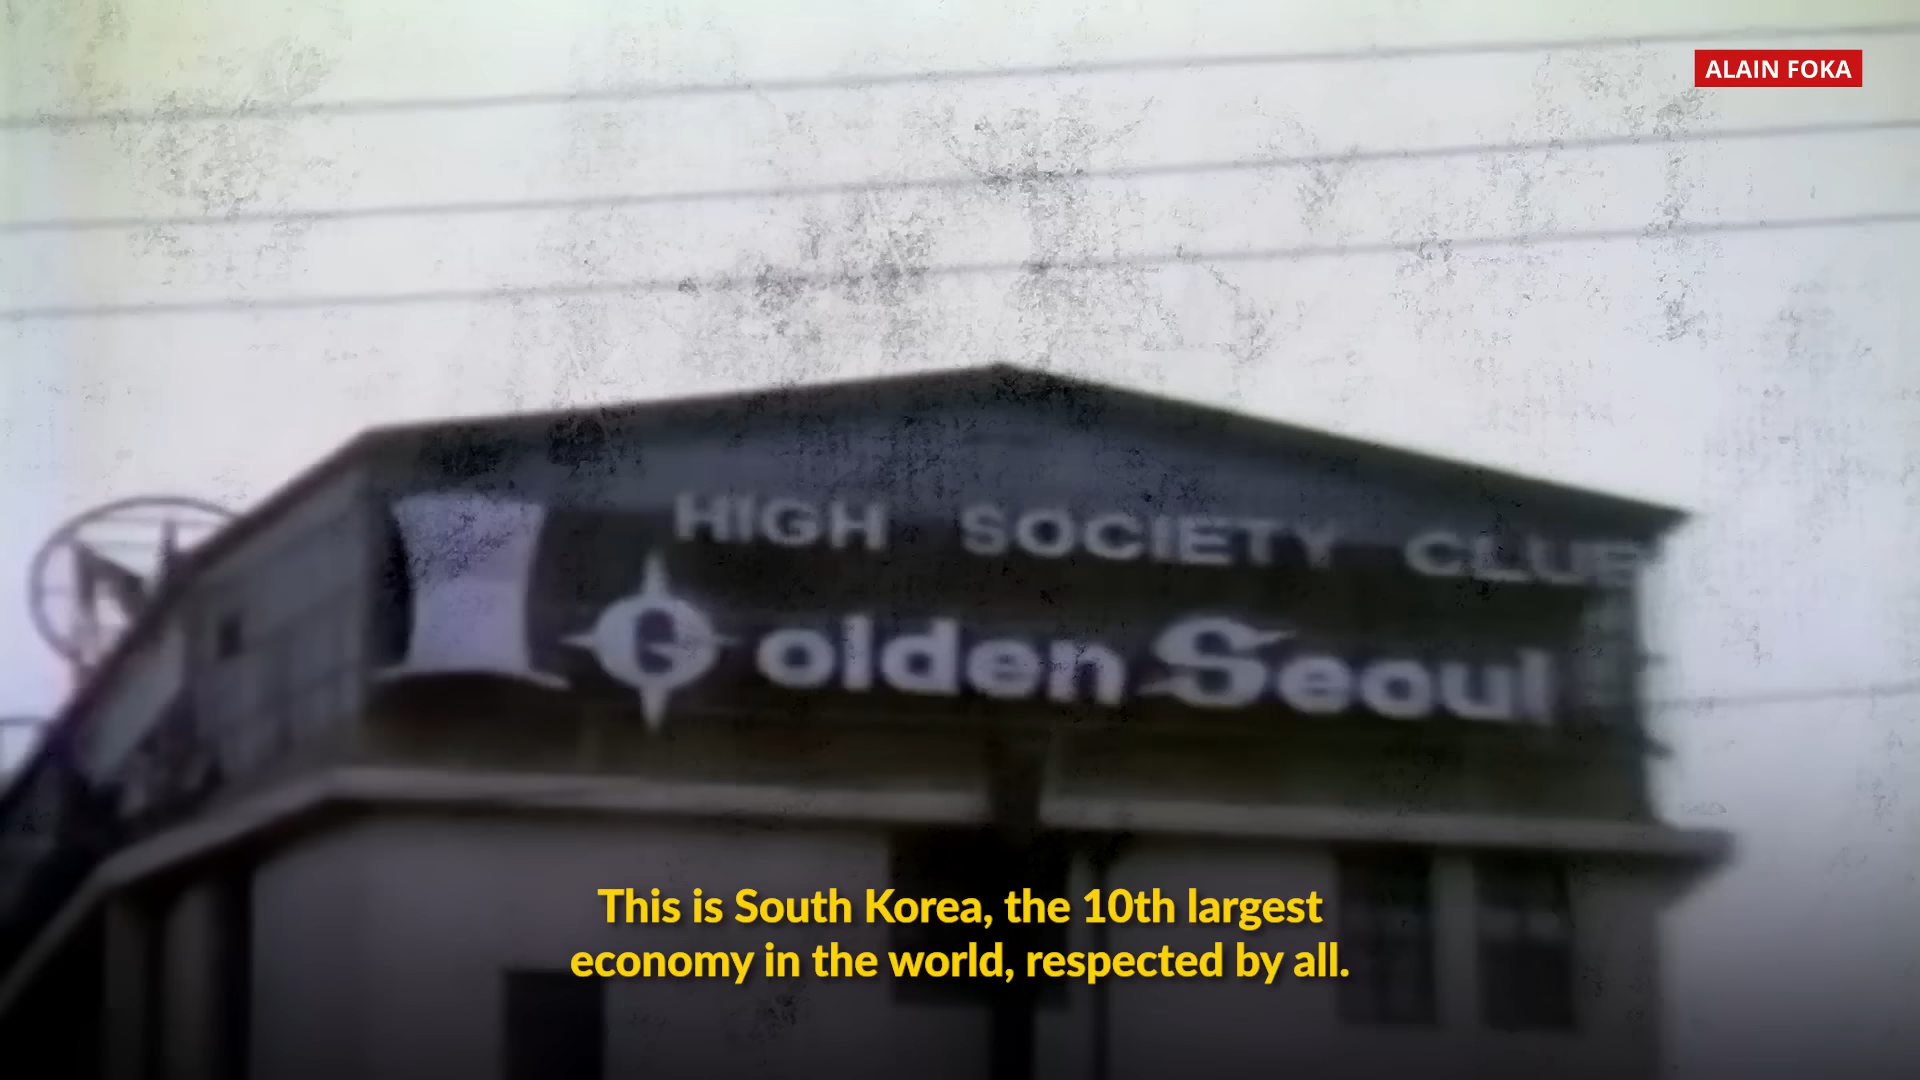 ALAIN FOKA
HIGH SOCIETY CLUB
Golden Seoul
This is South Korea, the 10th largest
economy in the world, respected by all.